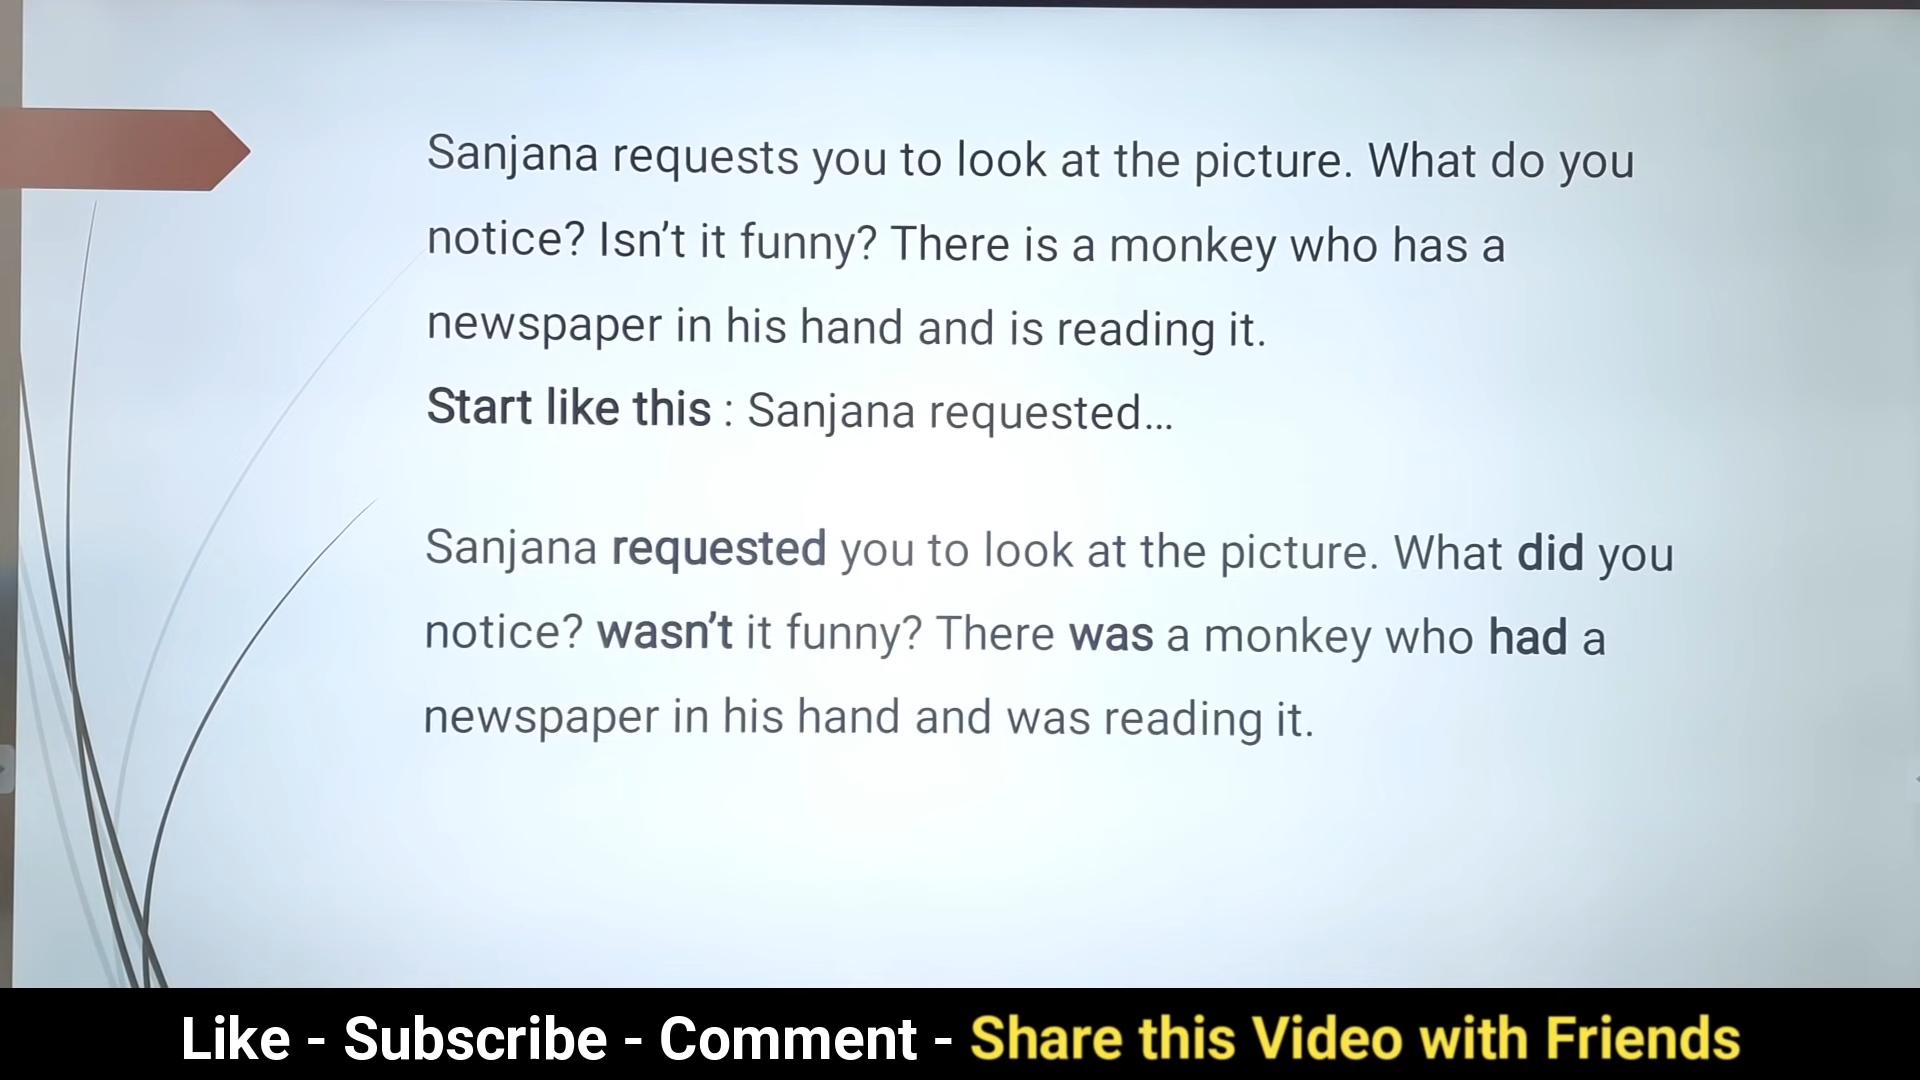 Sanjana requests you to look at the picture. What do you
notice? Isn’t it funny? There is a monkey who has a
newspaper in his hand and is reading it.
Start like this : Sanjana requested...
Sanjana requested you to look at the picture. What did you
notice? wasn’t it funny? There was a monkey who had a
newspaper in his hand and was reading it.
Like - Subscribe - Comment - Share this Video with Friends